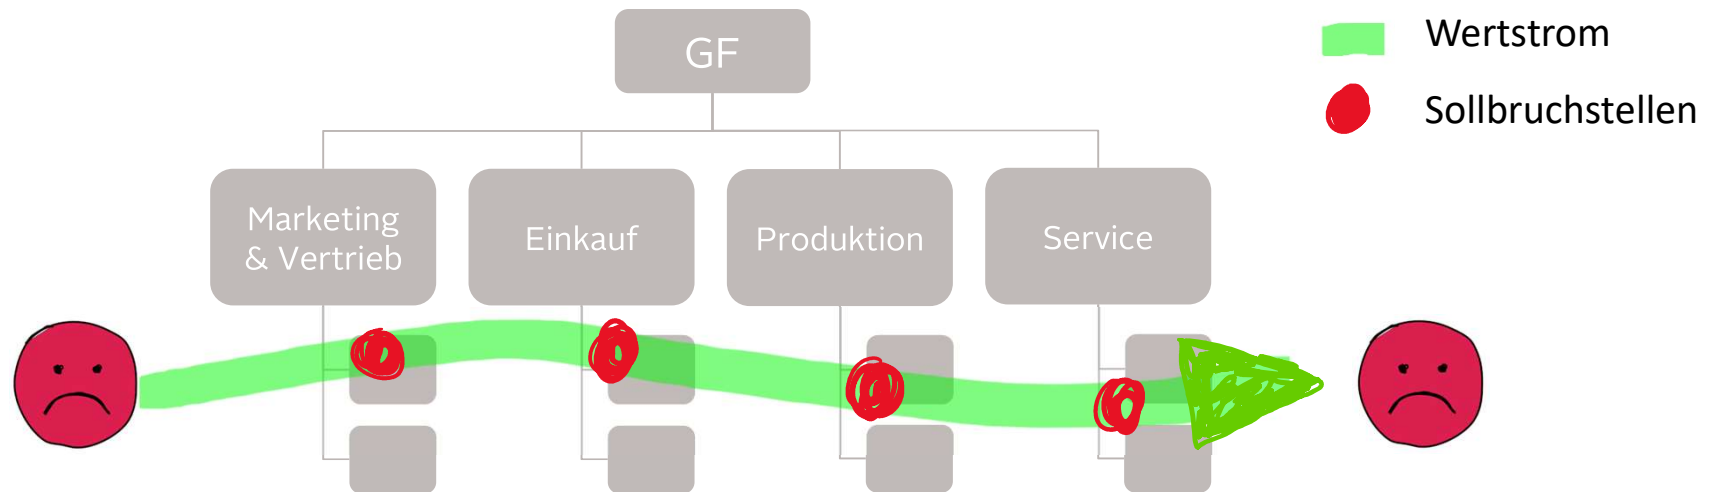 GF
Wertstrom
Sollbruchstellen
Marketing
& Vertrieb
Einkauf
Produktion
Service